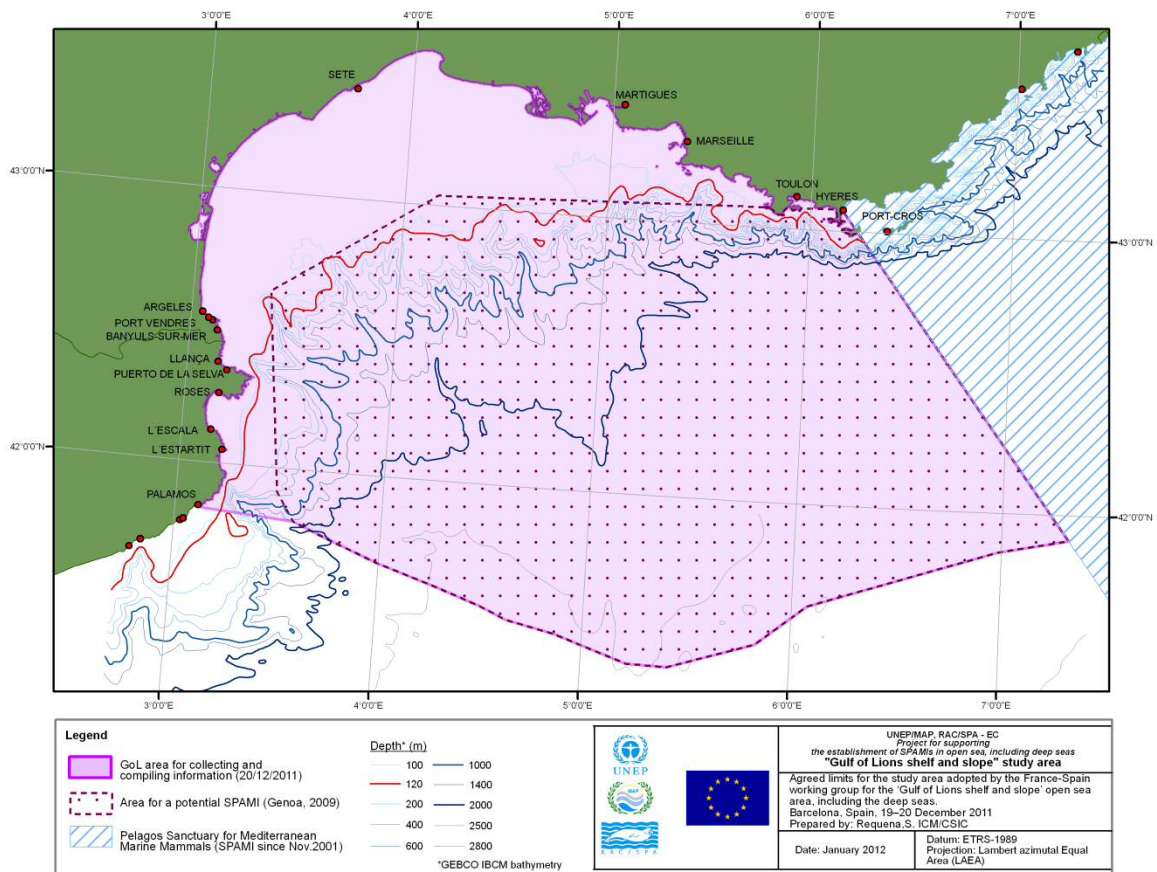 3°0'0"E 4°0'0"E 5°0'0"E 6°0'0"E 7°0'0"E
SETE
MARTIGUES
MARSEILLE
43°0'0"N
TOULON
HYERES
PORT-CROS
43°0'0"N
ARGELES
PORT VENDRES
BANYULS-SUR-MER
LLANÇA
PUERTO DE LA SELVA
ROSES
L´ESCALA
L´ESTARTIT
42°0'0"N
PALAMOS
42°0'0"N
3°0'0"E 4°0'0"E 5°0'0"E 6°0'0"E 7°0'0"E
Legend
GoL area for collecting and
compiling information (20/12/2011)
Area for a potential SPAMI (Genoa, 2009)
Pelagos Sanctuary for Mediterranean
Marine Mammals (SPAMI since Nov.2001)
Depth* (m)
100 1000
120 1400
200 2000
400 2500
600 2800
*GEBCO IBCM bathymetry
UNEP
MAP
RAC/SPA
UNEP/MAP, RAC/SPA - EC
Project for supporting
the establishment of SPAMIs in open sea, including deep seas
"Gulf of Lions shelf and slope" study area
Agreed limits for the study area adopted by the France-Spain
working group for the 'Gulf of Lions shelf and slope' open sea
area, including the deep seas.
Barcelona, Spain, 19–20 December 2011
Prepared by: Requena,S. ICM/CSIC
Date: January 2012
Datum: ETRS-1989
Projection: Lambert azimutal Equal
Area (LAEA)